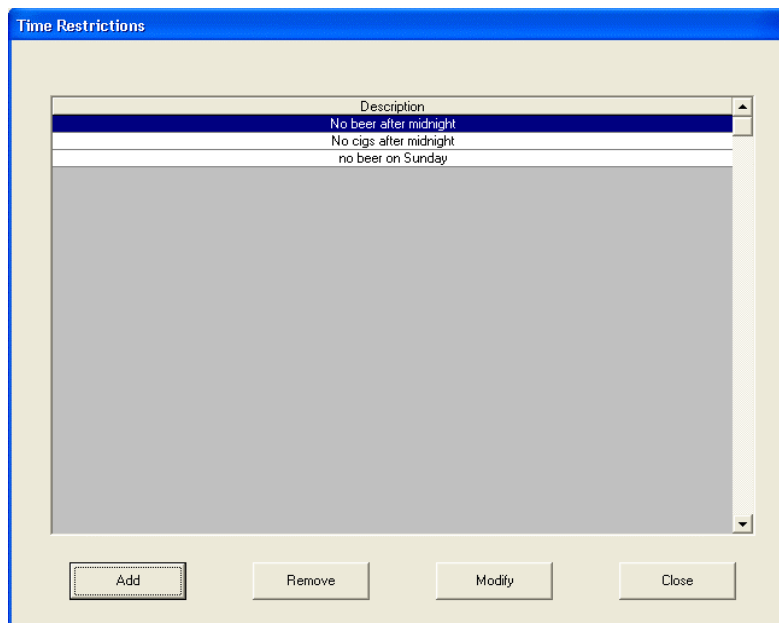 Time Restrictions
Description
No beer after midnight
No cigs after midnight
no beer on Sunday
Add Remove Modify Close